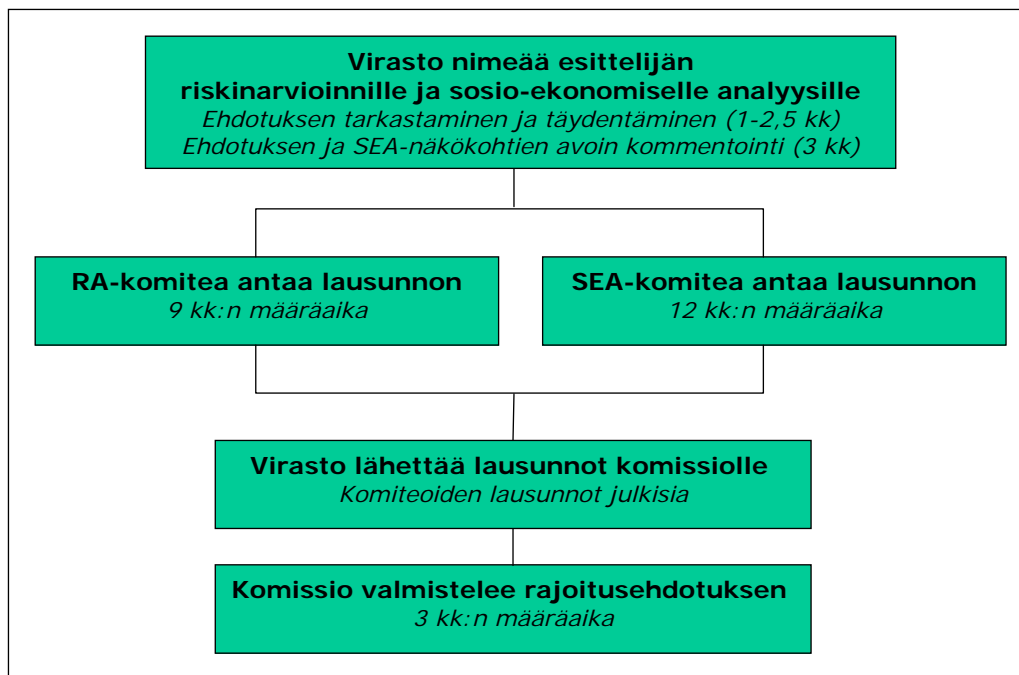 Virasto nimeää esittelijän
riskinarvioinnille ja sosio-ekonomiselle analyysille
Ehdotuksen tarkastaminen ja täydentäminen (1-2,5 kk)
Ehdotuksen ja SEA-näkökohtien avoin kommentointi (3 kk)
RA-komitea antaa lausunnon
9 kk:n määräaika
SEA-komitea antaa lausunnon
12 kk:n määräaika
Virasto lähettää lausunnot komissiolle
Komiteoiden lausunnot julkisia
Komissio valmistelee rajoitusehdotuksen
3 kk:n määräaika